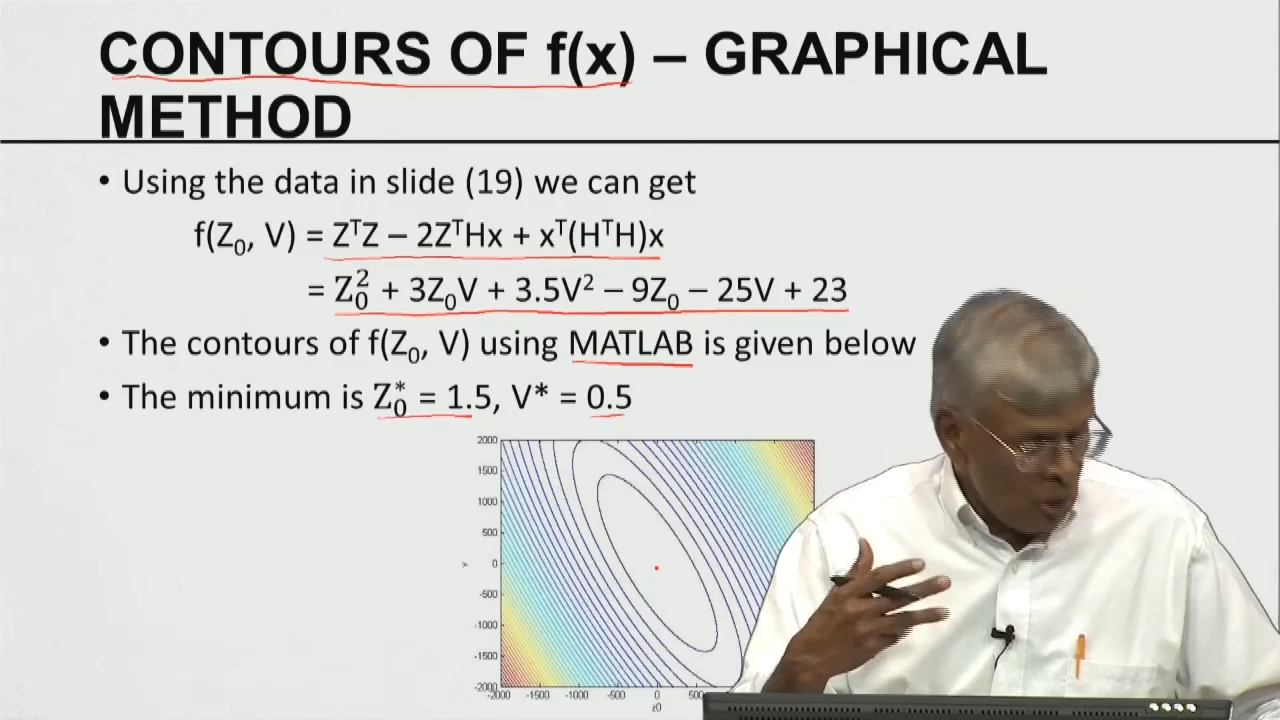 CONTOURS OF f(x) – GRAPHICAL
METHOD
• Using the data in slide (19) we can get
f(Z₀, V) = ZᵀZ – 2ZᵀHx + xᵀ(HᵀH)x
= Z₀² + 3Z₀V + 3.5V² – 9Z₀ – 25V + 23
• The contours of f(Z₀, V) using MATLAB is given below
• The minimum is Z₀* = 1.5, V* = 0.5
2000
1500
1000
500
0
-500
-1000
-1500
-2000
v
-2000 -1500 -1000 -500 0 500
z0